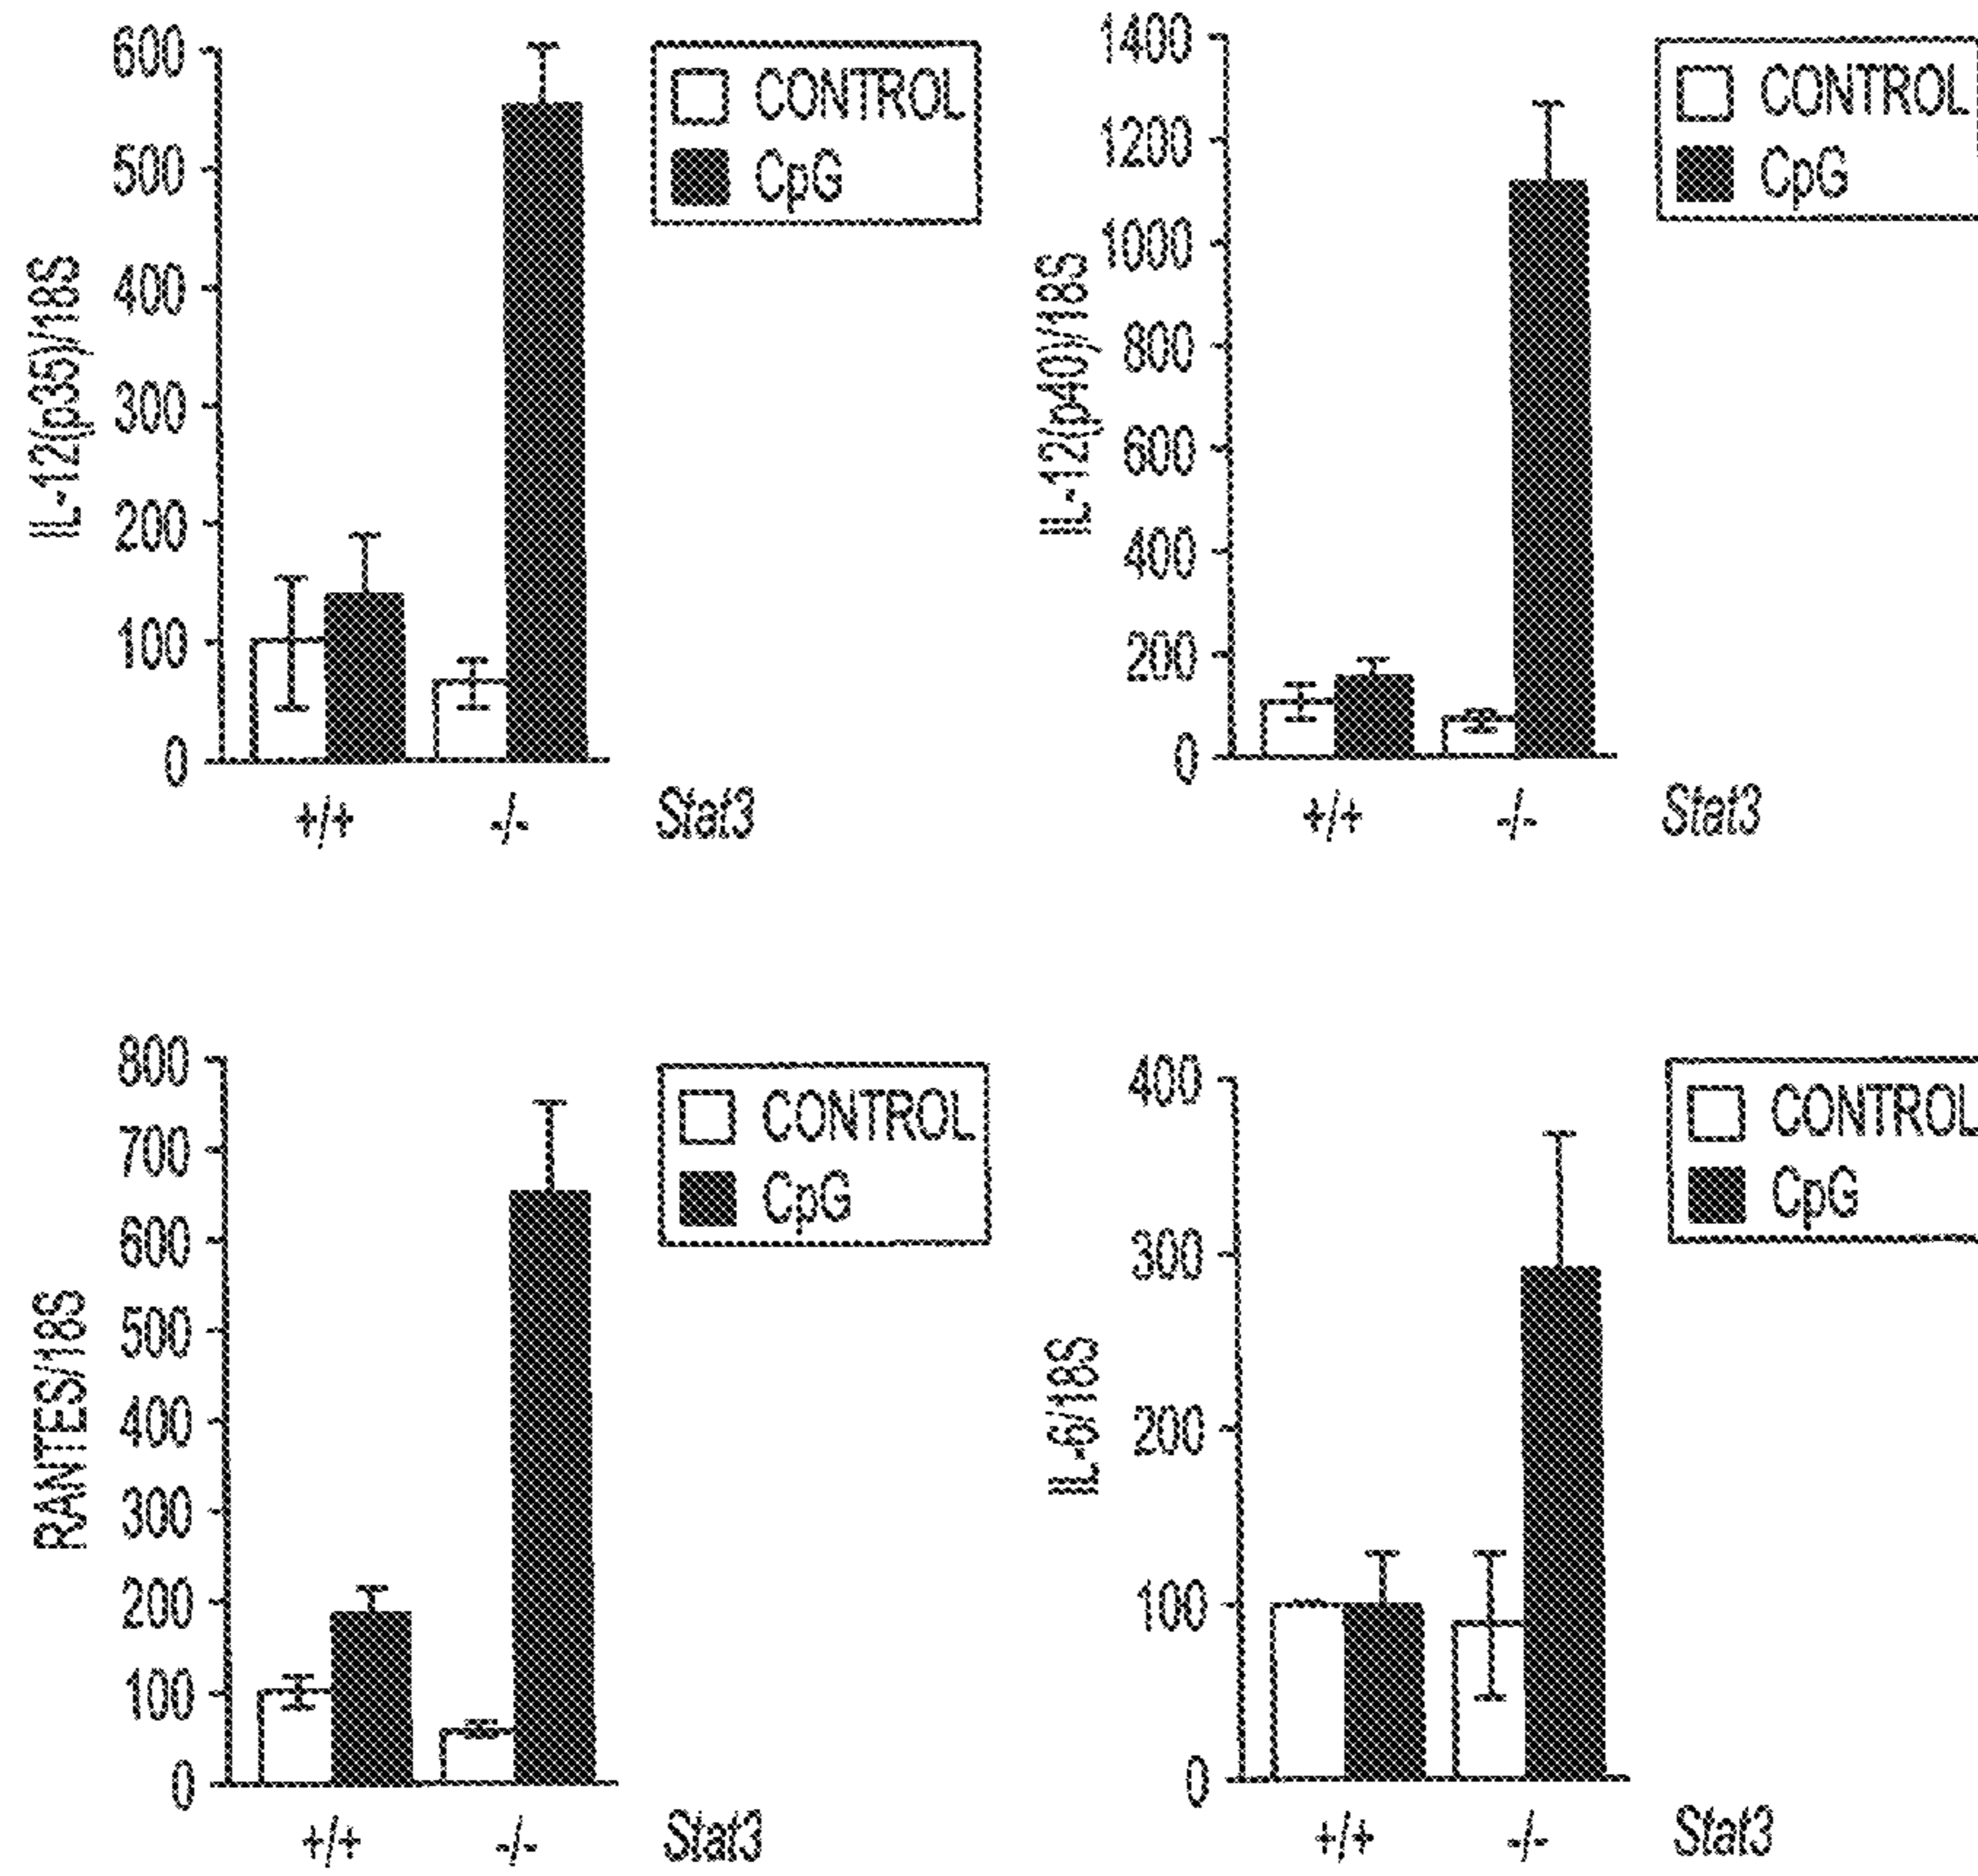 IL-12(p35)/18S
600
500
400
300
200
100
0
CONTROL
CpG
+/+ -/- Stat3
IL-12(p40)/18S
1400
1200
1000
800
600
400
200
0
CONTROL
CpG
+/+ -/- Stat3
RANTES/18S
800
700
600
500
400
300
200
100
0
CONTROL
CpG
+/+ -/- Stat3
IL-6/18S
400
300
200
100
0
CONTROL
CpG
+/+ -/- Stat3